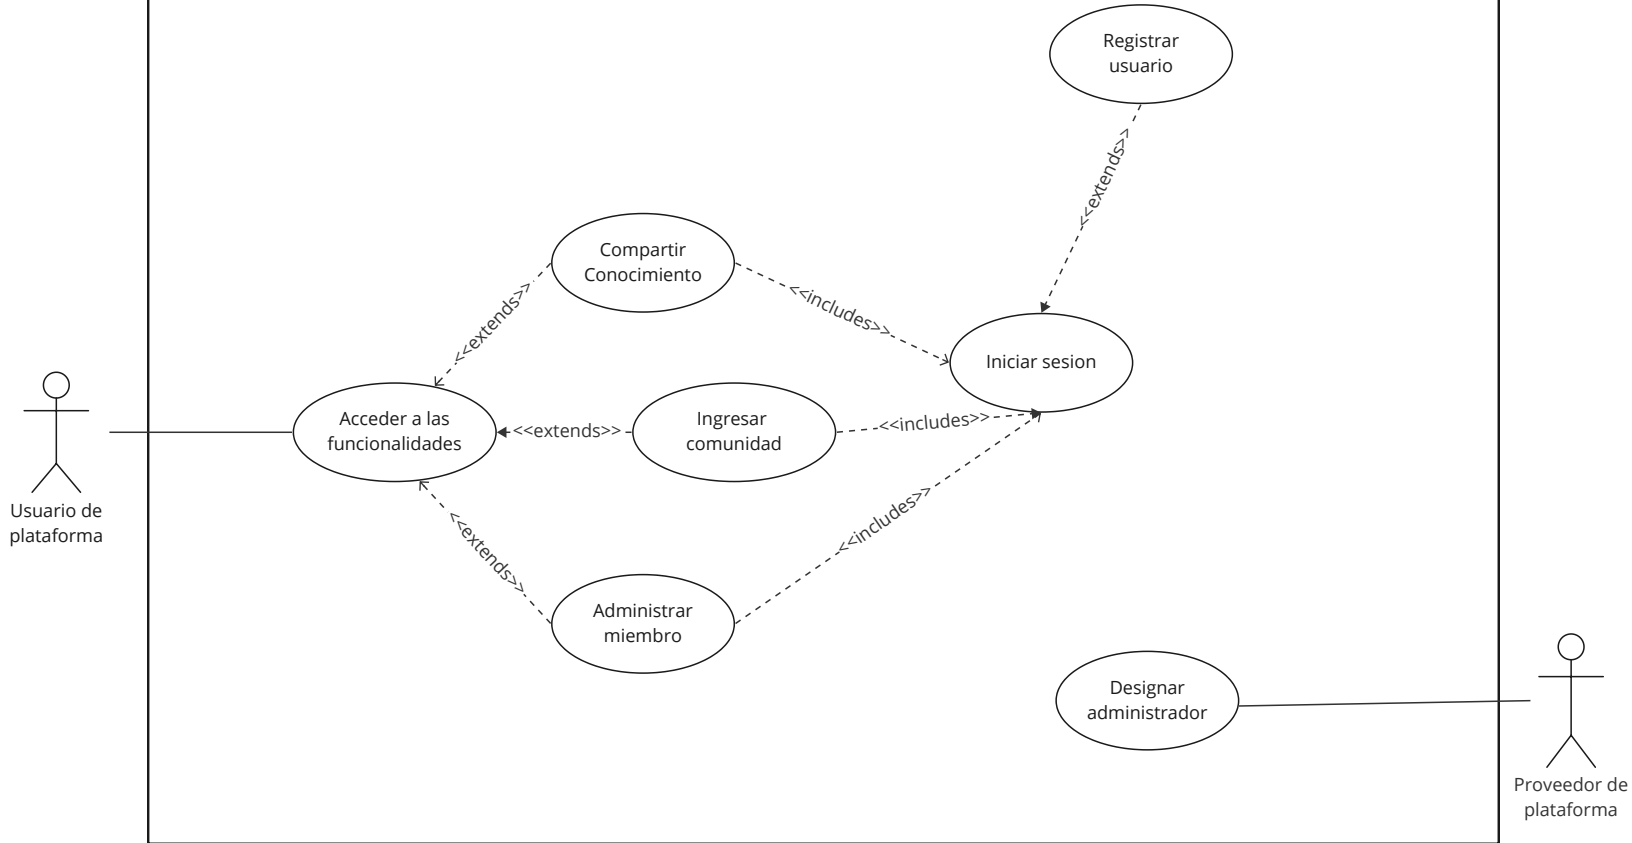 Registrar
usuario
<<extends>>
Compartir
Conocimiento
<<extends>>
<<includes>>
Iniciar sesion
Acceder a las
funcionalidades
<<extends>>
Ingresar
comunidad
<<includes>>
Usuario de
plataforma
<<extends>>
<<includes>>
Administrar
miembro
Designar
administrador
Proveedor de
plataforma